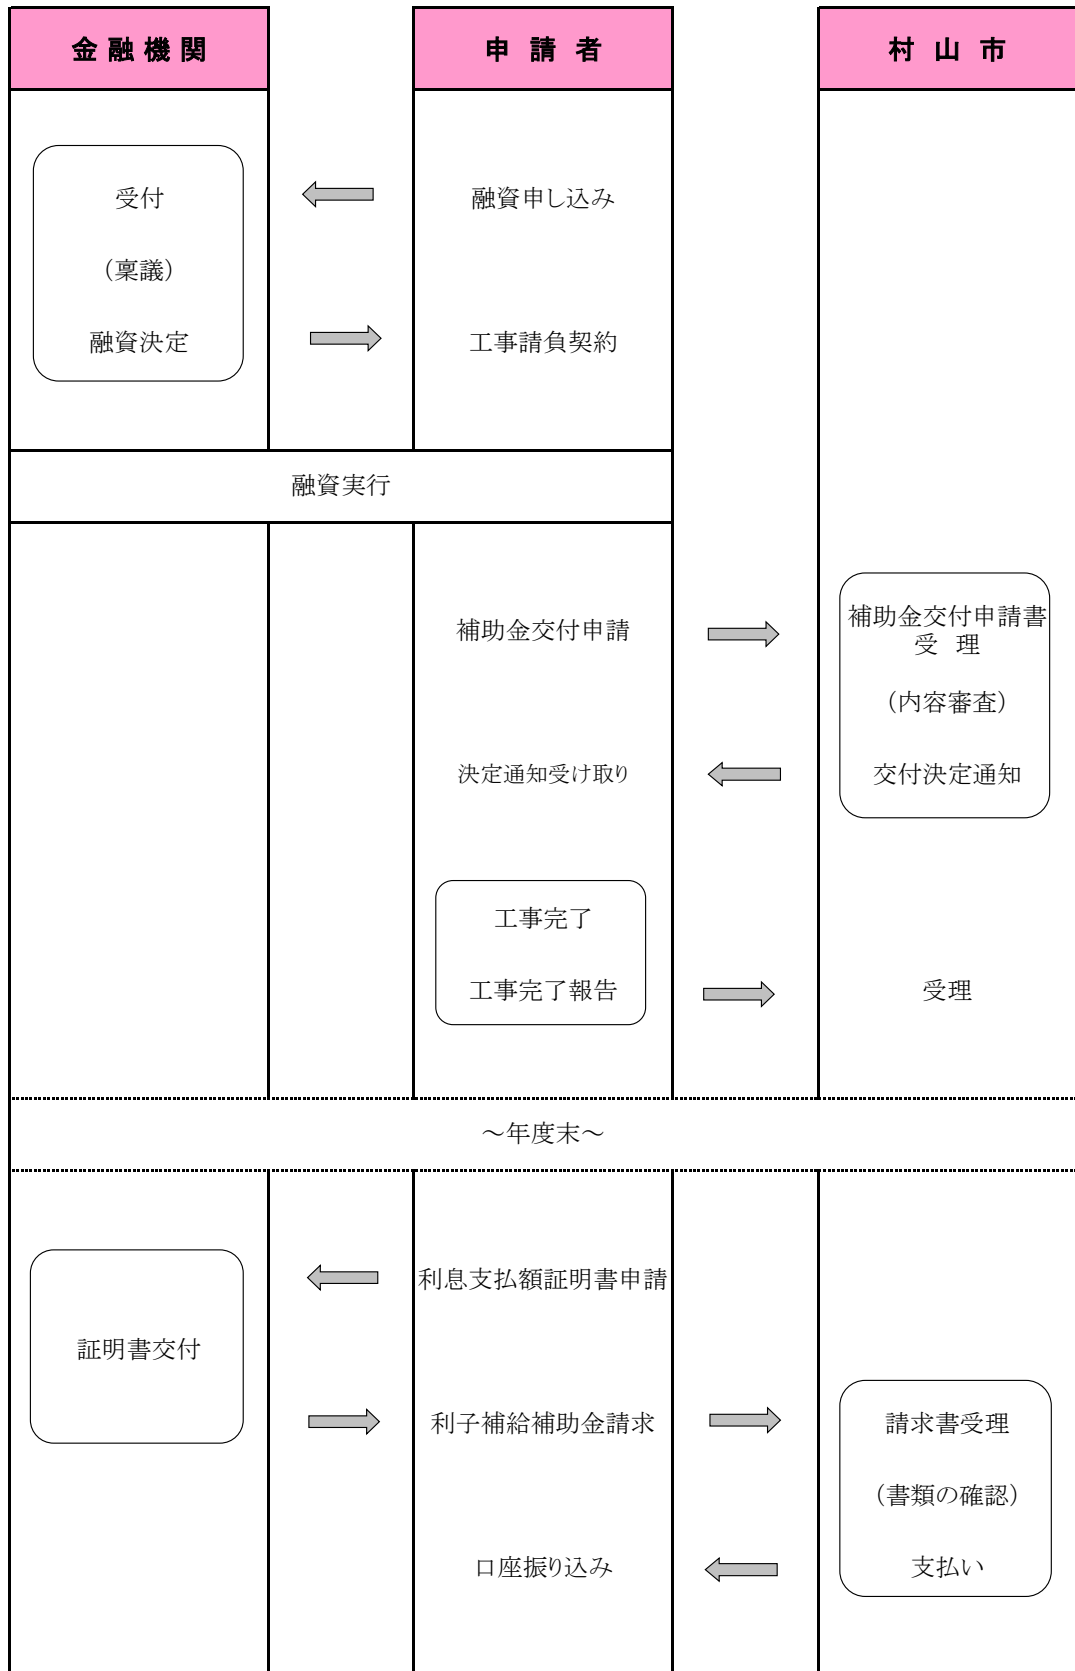 金融機関
申請者
村山市
受付
融資申し込み
（稟議）
融資決定
工事請負契約
融資実行
補助金交付申請
補助金交付申請書
受　理
（内容審査）
決定通知受け取り
交付決定通知
工事完了
工事完了報告
受理
～年度末～
利息支払額証明書申請
証明書交付
利子補給補助金請求
請求書受理
（書類の確認）
口座振り込み
支払い